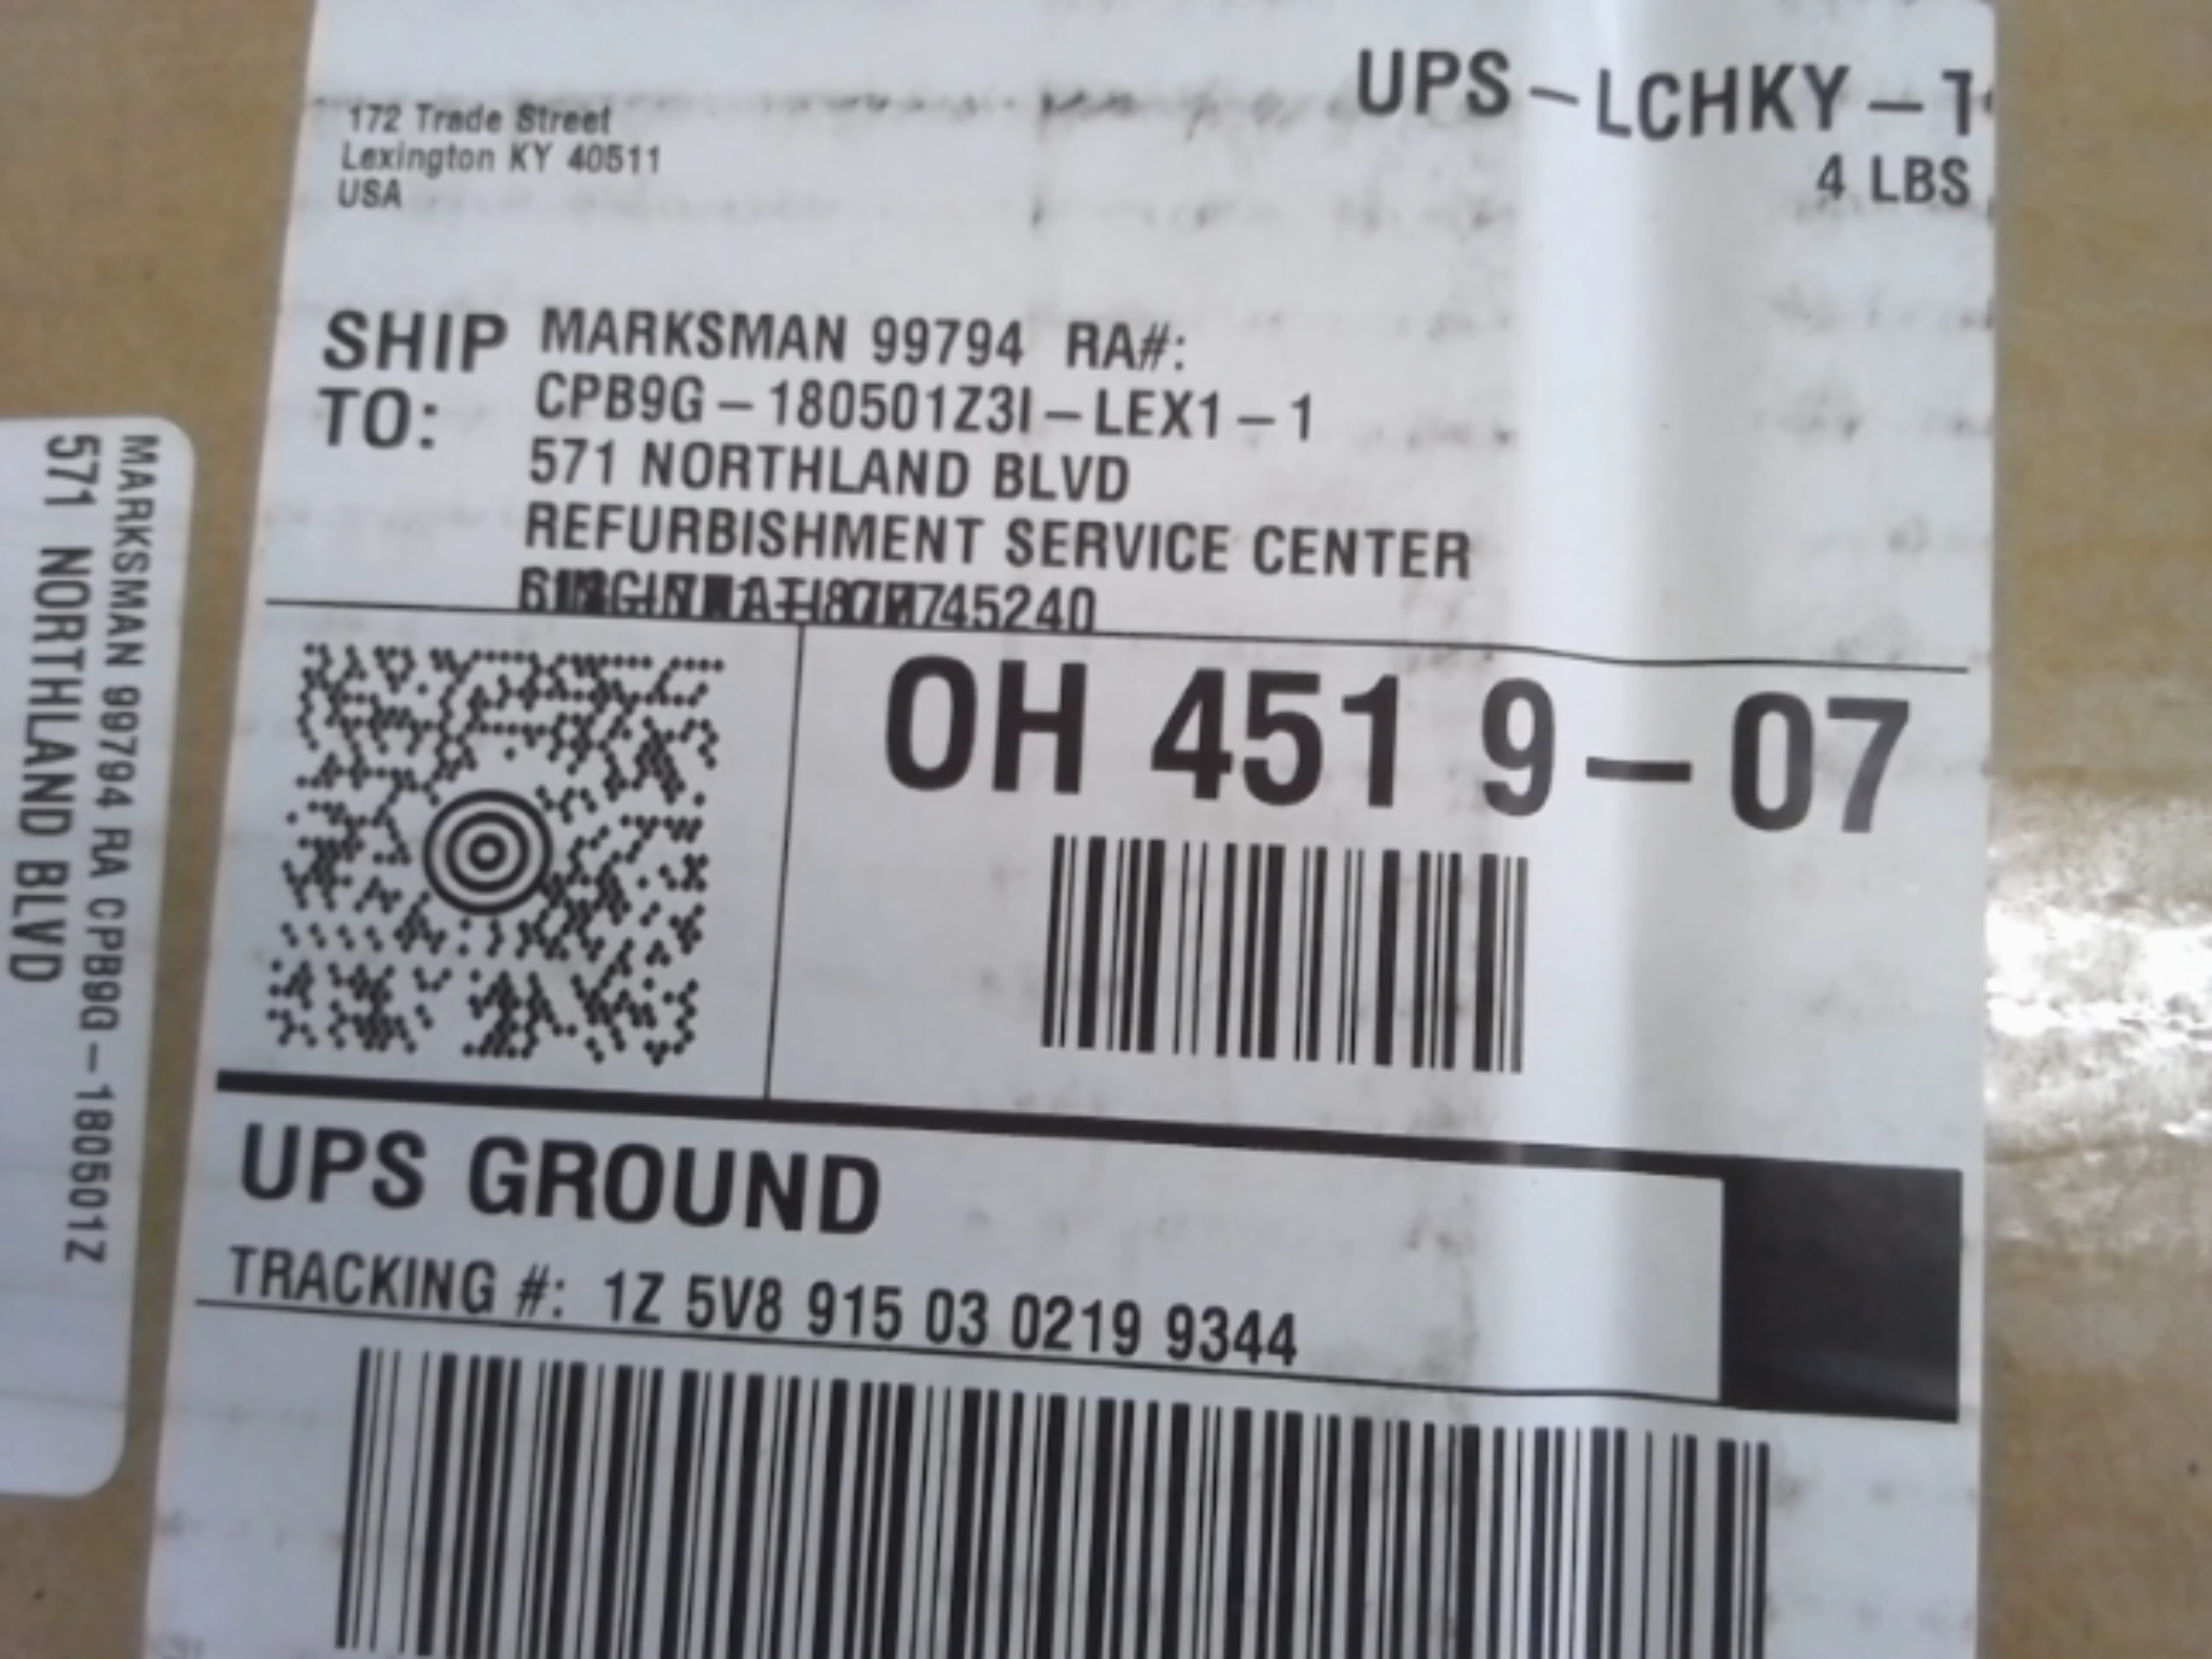 UPS-LCHKY-1
172 Trade Street
Lexington KY 40511
USA
4 LBS
SHIP TO:
MARKSMAN 99794 RA#:
CPB9G-180501Z3I-LEX1-1
571 NORTHLAND BLVD
REFURBISHMENT SERVICE CENTER
45240
OH 451 9-07
UPS GROUND
TRACKING #: 1Z 5V8 915 03 0219 9344
MARKSMAN 99794 RA CPB9G-180501Z
571 NORTHLAND BLVD